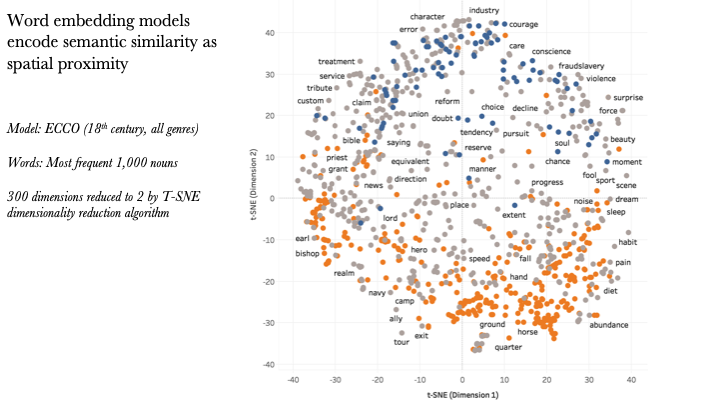 Word embedding models
encode semantic similarity as
spatial proximity
Model: ECCO (18th century, all genres)
Words: Most frequent 1,000 nouns
300 dimensions reduced to 2 by T-SNE
dimensionality reduction algorithm
industry
character
courage
error
40
care
conscience
treatment
fraudslavery
30
service
violence
tribute
surprise
custom
claim
reform
choice
decline
force
20
union
doubt
tendency
pursuit
beauty
bible
saying
reserve
soul
priest
equivalent
chance
moment
10
grant
manner
fool
sport
news
direction
progress
scene
t-SNE (Dimension 2)
0
place
noise
dream
lord
extent
sleep
earl
-10
habit
bishop
hero
speed
fall
pain
realm
hand
-20
navy
camp
diet
ally
ground
abundance
-30
exit
horse
tour
quarter
-40
-40 -30 -20 -10 0 10 20 30 40
t-SNE (Dimension 1)